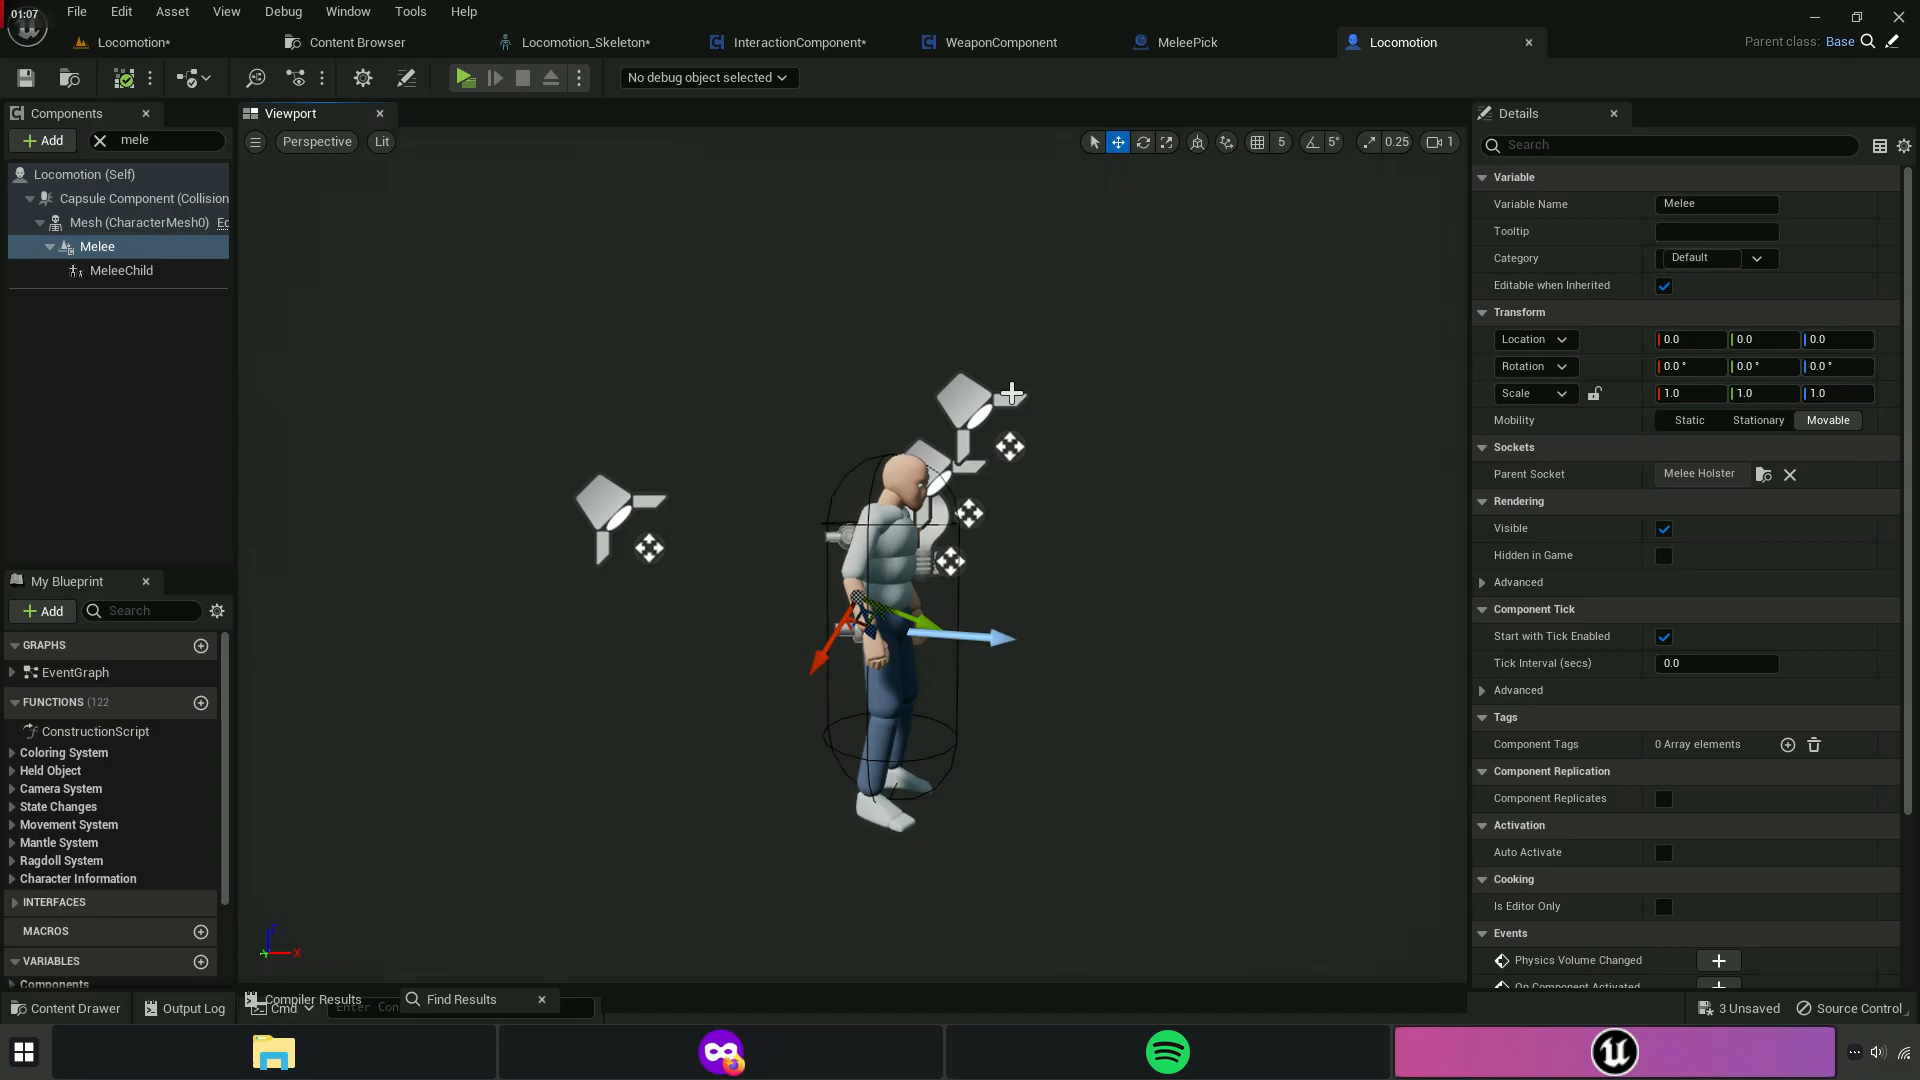 01:07
File Edit Asset View Debug Window Tools Help
Locomotion* Content Browser Locomotion_Skeleton* InteractionComponent* WeaponComponent MeleePick Locomotion
Parent class: Base
No debug object selected
Components
Add mele
Locomotion (Self)
Capsule Component (Collision
Mesh (CharacterMesh0)
Melee
MeleeChild
Viewport
Perspective Lit
5 5° 0.25 1
X
My Blueprint
Add Search
GRAPHS
EventGraph
FUNCTIONS (122
ConstructionScript
Coloring System
Held Object
Camera System
State Changes
Movement System
Mantle System
Ragdoll System
Character Information
INTERFACES
MACROS
VARIABLES
Components
Details
Search
Variable
Variable Name Melee
Tooltip
Category Default
Editable when Inherited
Transform
Location 0.0 0.0 0.0
Rotation 0.0 ° 0.0 ° 0.0 °
Scale 1.0 1.0 1.0
Mobility Static Stationary Movable
Sockets
Parent Socket Melee Holster
Rendering
Visible
Hidden in Game
Advanced
Component Tick
Start with Tick Enabled
Tick Interval (secs) 0.0
Advanced
Tags
Component Tags 0 Array elements
Component Replication
Component Replicates
Activation
Auto Activate
Cooking
Is Editor Only
Events
Physics Volume Changed
On Component Activated
Compiler Results Find Results
Content Drawer Output Log Cmd Enter Con
3 Unsaved Source Control